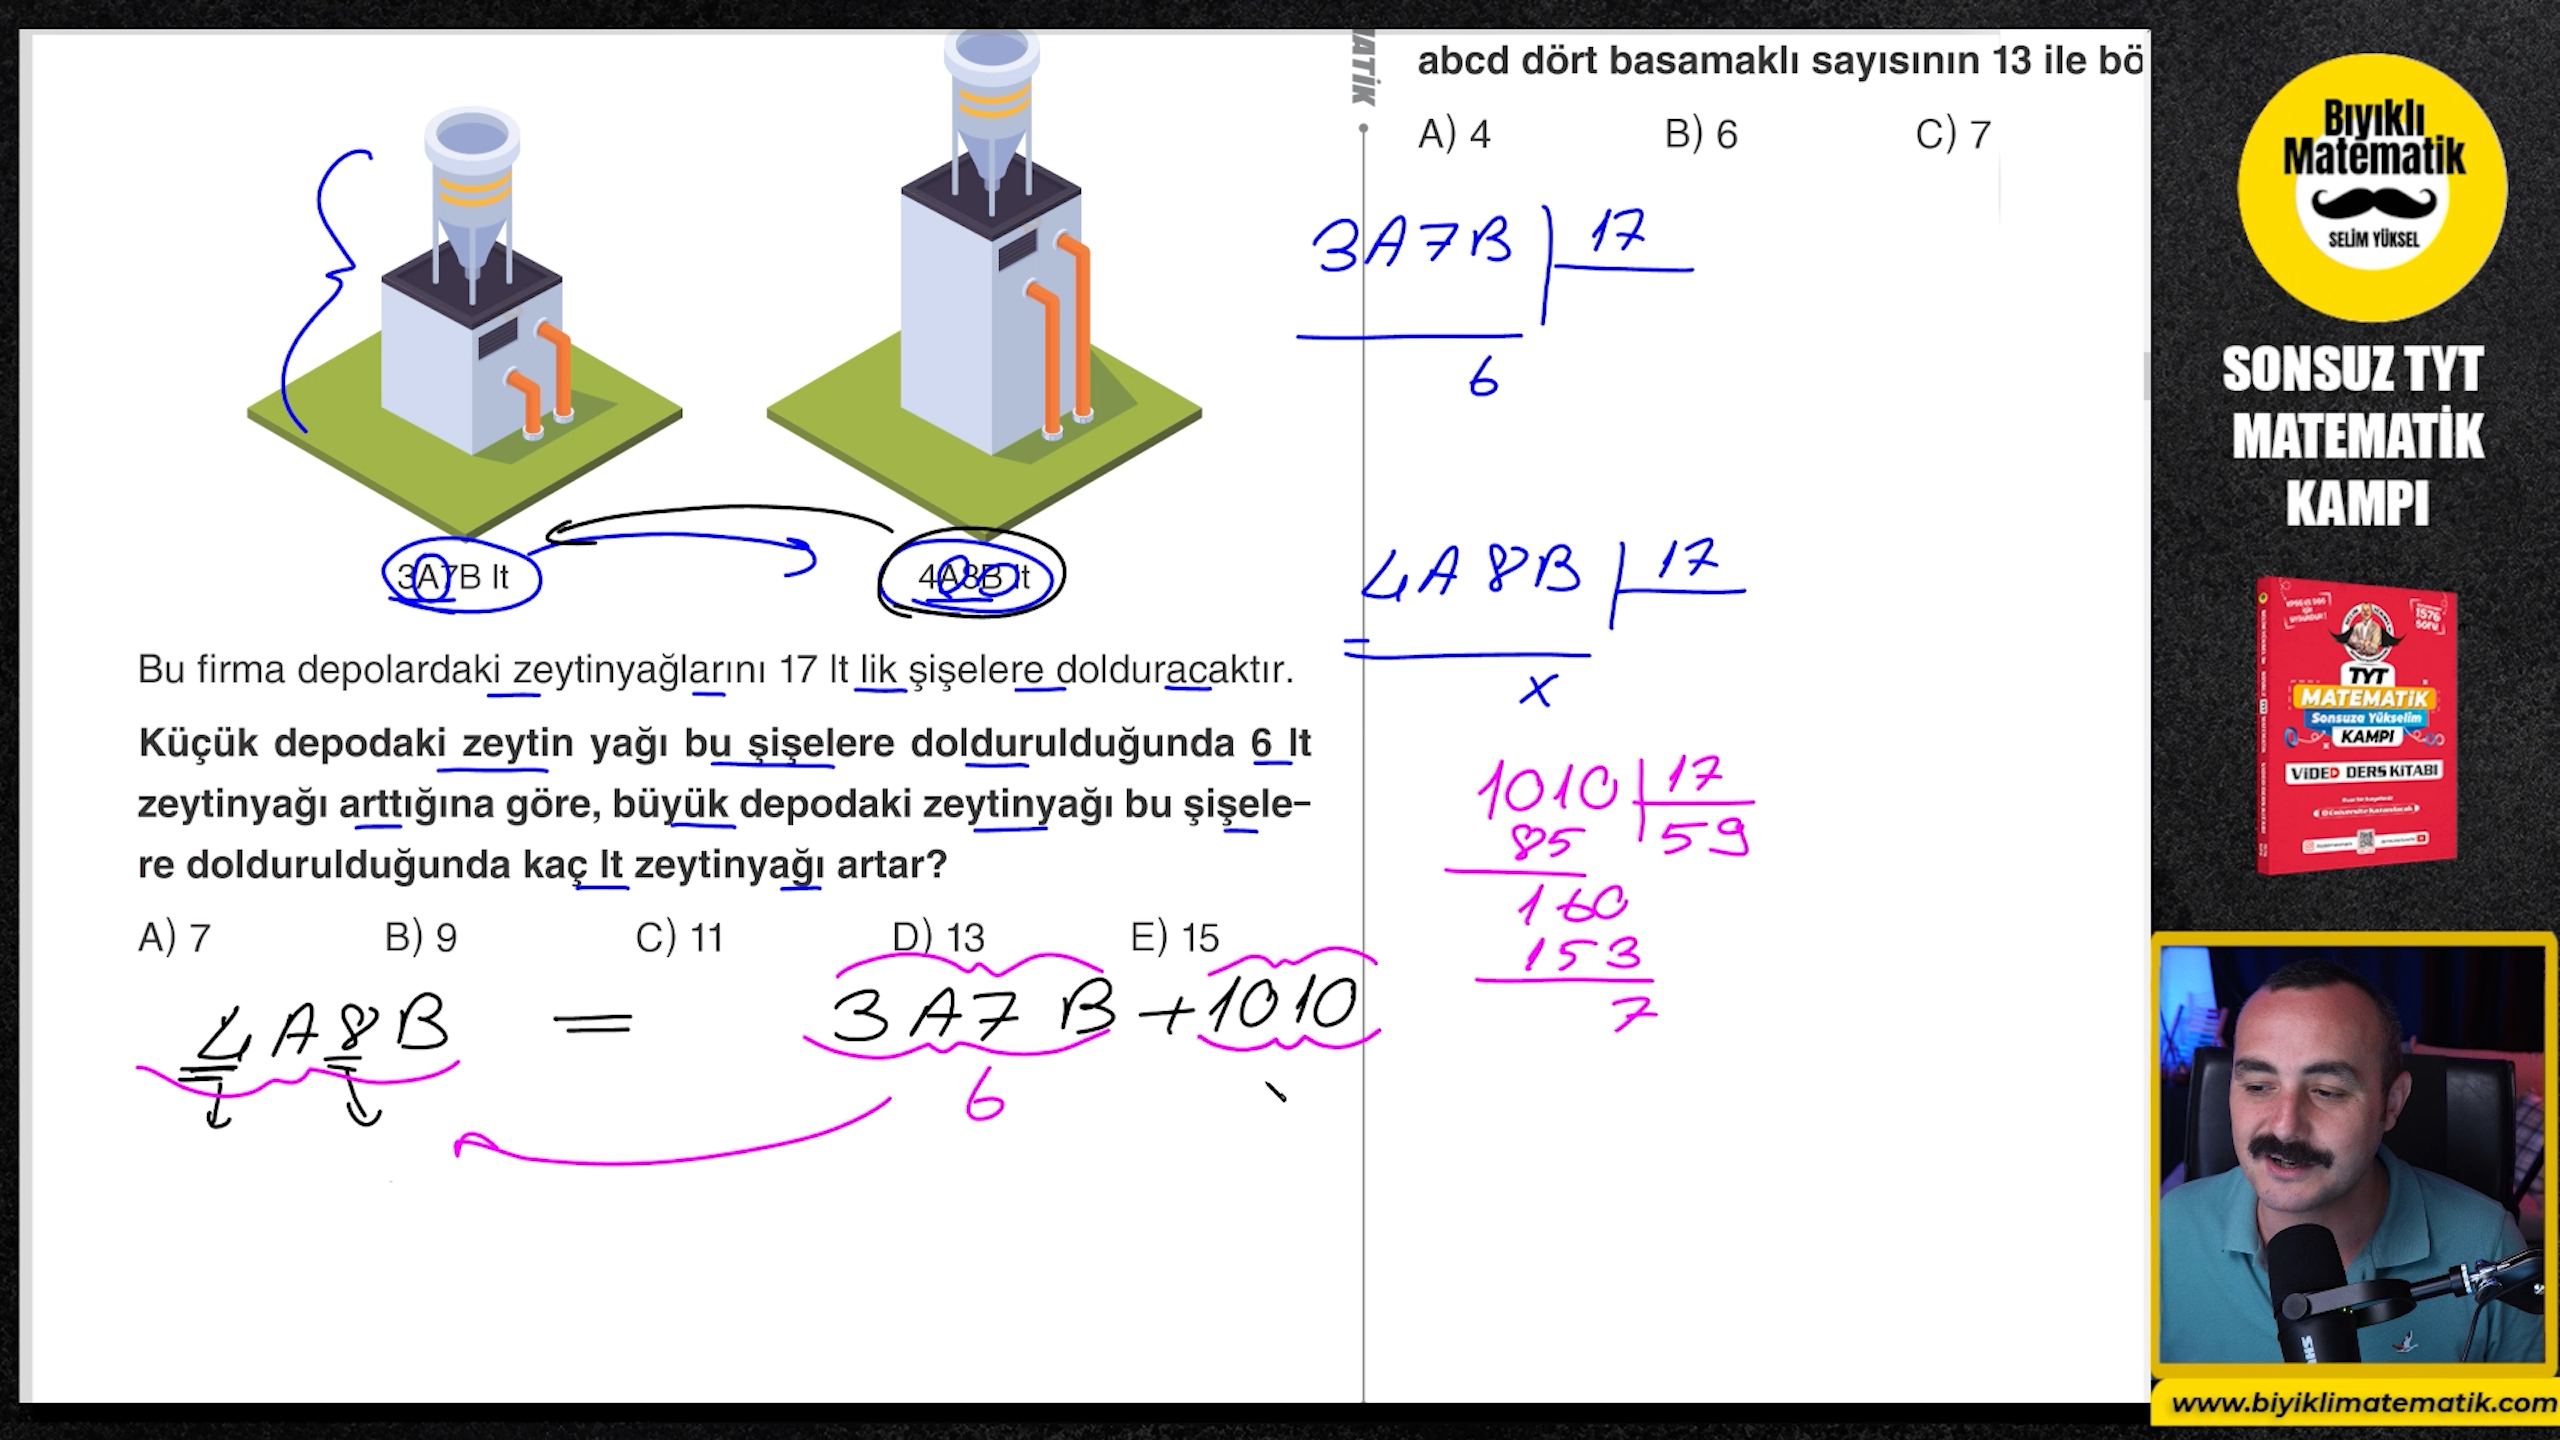 MATİK
abcd dört basamaklı sayısının 13 ile bö
A) 4 B) 6 C) 7
3A7B 17
6
3A7B lt 4A8B lt
4A8B 17
x
Bu firma depolardaki zeytinyağlarını 17 lt lik şişelere dolduracaktır.
Küçük depodaki zeytin yağı bu şişelere doldurulduğunda 6 lt
zeytinyağı arttığına göre, büyük depodaki zeytinyağı bu şişele-
re doldurulduğunda kaç lt zeytinyağı artar?
A) 7 B) 9 C) 11 D) 13 E) 15
1010 17
85 59
160
153
7
4A8B = 3A7B + 1010
6
Bıyıklı
Matematik
SELİM YÜKSEL
SONSUZ TYT
MATEMATİK
KAMPI
1576
TYT
MATEMATİK
Sonsuza Yükselim
KAMPI
VİDEO DERS KİTABI
www.biyiklimatematik.com